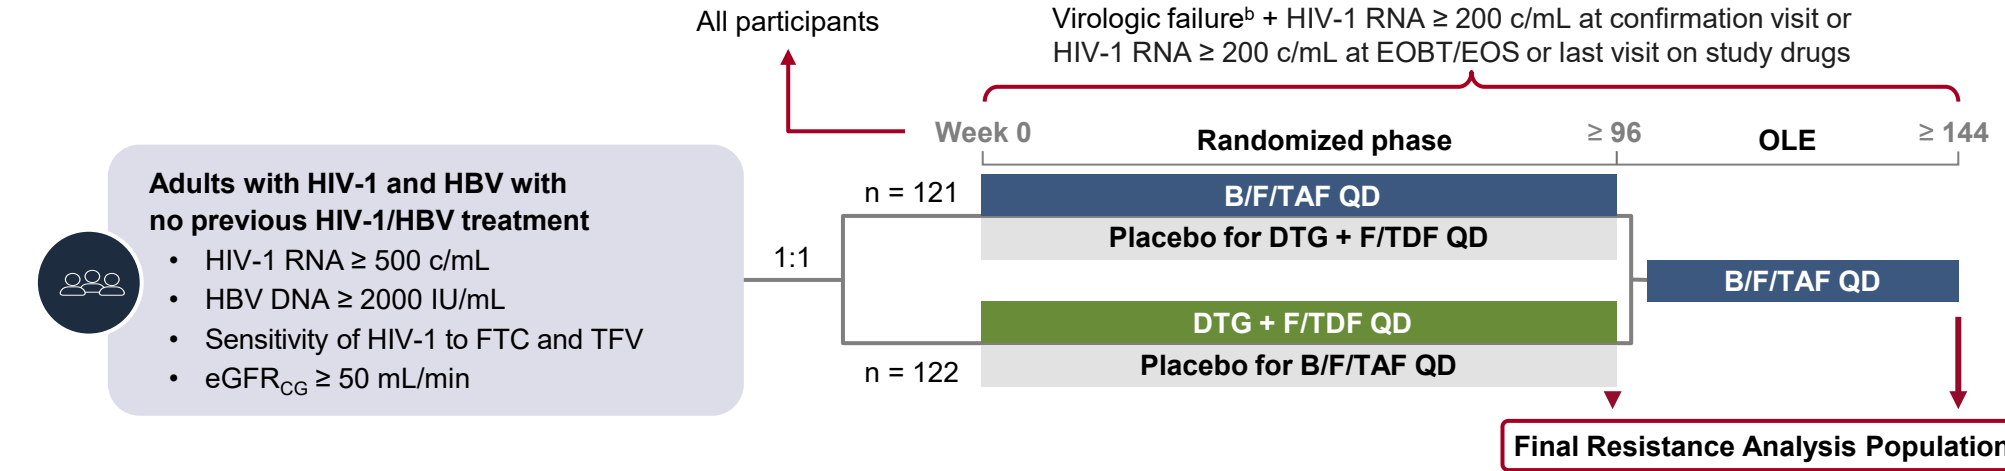 All participants
Virologic failureᵇ + HIV-1 RNA ≥ 200 c/mL at confirmation visit or
HIV-1 RNA ≥ 200 c/mL at EOBT/EOS or last visit on study drugs
Week 0
Randomized phase
≥ 96
OLE
≥ 144
Adults with HIV-1 and HBV with
no previous HIV-1/HBV treatment
• HIV-1 RNA ≥ 500 c/mL
• HBV DNA ≥ 2000 IU/mL
• Sensitivity of HIV-1 to FTC and TFV
• eGFR_CG ≥ 50 mL/min
1:1
n = 121
B/F/TAF QD
Placebo for DTG + F/TDF QD
n = 122
DTG + F/TDF QD
Placebo for B/F/TAF QD
B/F/TAF QD
Final Resistance Analysis Population